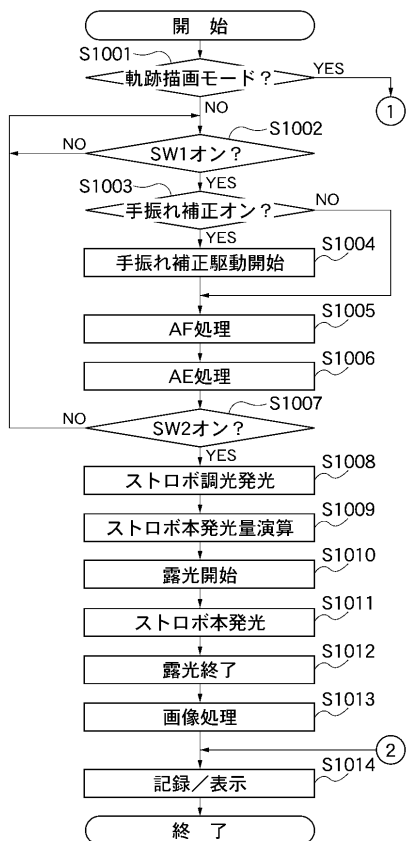 開 始
S1001
軌跡描画モード？
YES
①
NO
S1002
NO
SW1オン？
S1003
YES
手振れ補正オン？
NO
YES
S1004
手振れ補正駆動開始
S1005
AF処理
S1006
AE処理
S1007
NO
SW2オン？
YES
S1008
ストロボ調光発光
S1009
ストロボ本発光量演算
S1010
露光開始
S1011
ストロボ本発光
S1012
露光終了
S1013
画像処理
②
S1014
記録／表示
終 了